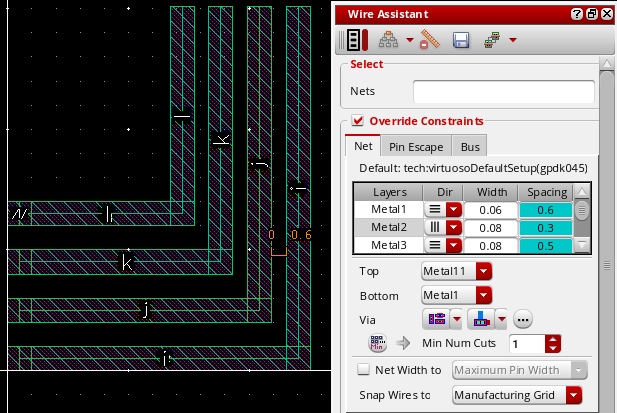 Wire Assistant
Select
Nets
Override Constraints
Net Pin Escape Bus
Default: tech:virtuosoDefaultSetup(gpdk045)
Layers Dir Width Spacing
Metal1 0.06 0.6
Metal2 0.08 0.3
Metal3 0.08 0.5
Top Metal11
Bottom Metal1
Via ...
Min Min Num Cuts 1
Net Width to Maximum Pin Width
Snap Wires to Manufacturing Grid
l
k
j
i
0 0.6
k
j
i